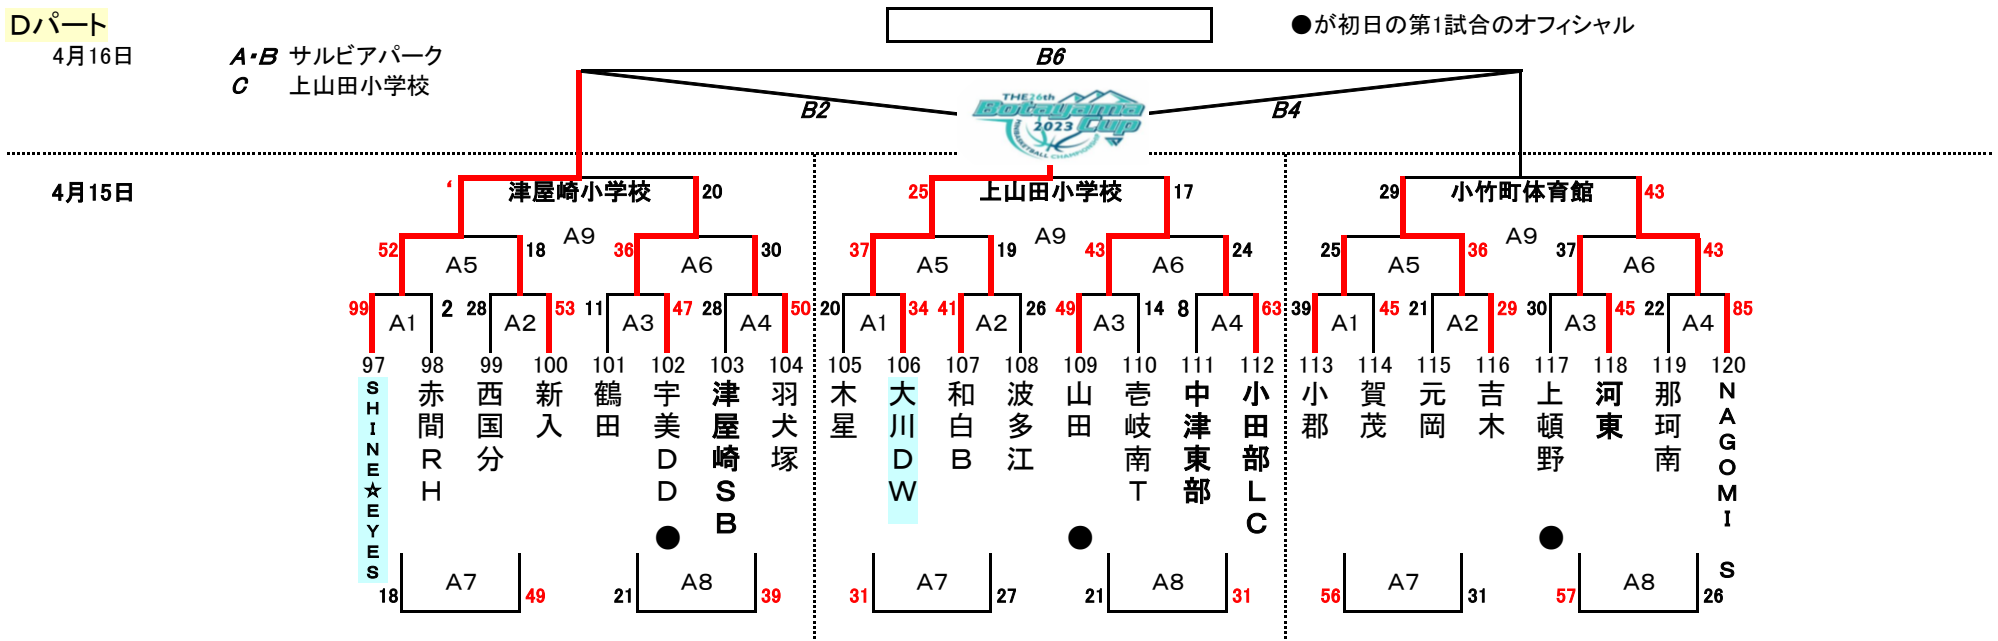 Dパート
●が初日の第1試合のオフィシャル
4月16日
A・B サルビアパーク
B6
C 上山田小学校
B2
THE 26th
Botayama
2023 Cup
B4
4月15日
津屋崎小学校 20
25 上山田小学校 17
29 小竹町体育館 43
A9 A9 A9
52 A5 18 36 A6 30 37 A5 19 43 A6 24 25 A5 36 37 A6 43
99 A1 2 28 A2 53 11 A3 47 28 A4 50 20 A1 34 41 A2 26 49 A3 14 8 A4 63 39 A1 45 21 A2 29 30 A3 45 22 A4 85
97 98 99 100 101 102 103 104 105 106 107 108 109 110 111 112 113 114 115 116 117 118 119 120
SHINE☆EYES
赤間RH
西国分
新入
鶴田
宇美DD
津屋崎SB
羽犬塚
木星
大川DW
和白B
波多江
山田
壱岐南T
中津東部
小田部LC
小郡
賀茂
元岡
吉木
上頓野
河東
那珂南
NAGOMI S
● ● ●
18 A7 49 21 A8 39 31 A7 27 21 A8 31 56 A7 31 57 A8 26